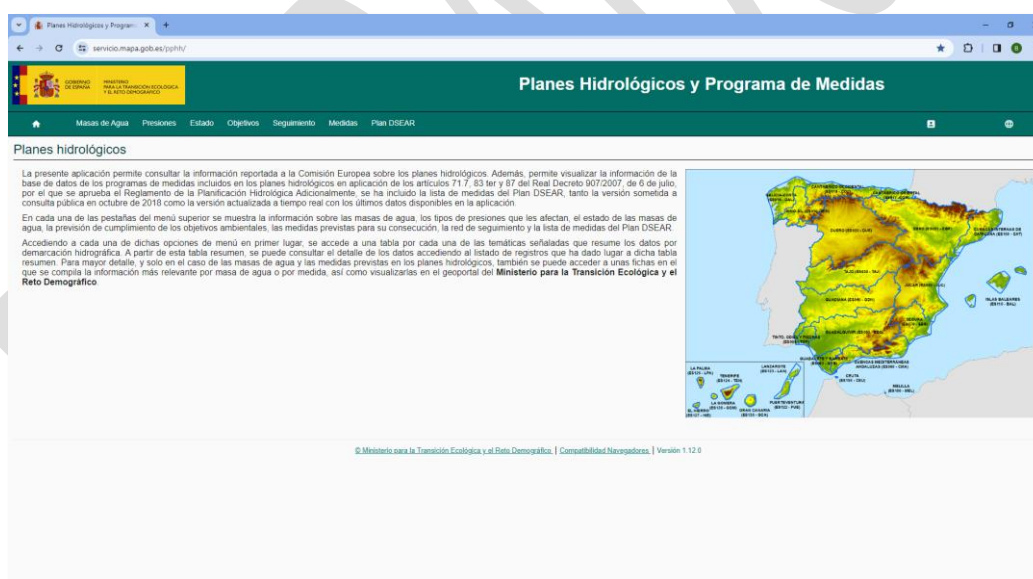 Planes Hidrológicos y Program
servicio.mapa.gob.es/pphh/
GOBIERNO DE ESPAÑA
MINISTERIO PARA LA TRANSICIÓN ECOLÓGICA Y EL RETO DEMOGRÁFICO
Planes Hidrológicos y Programa de Medidas
Masas de Agua Presiones Estado Objetivos Seguimiento Medidas Plan DSEAR
Planes hidrológicos
La presente aplicación permite consultar la información reportada a la Comisión Europea sobre los planes hidrológicos. Además, permite visualizar la información de la
base de datos de los programas de medidas incluidos en los planes hidrológicos en aplicación de los artículos 71.7, 83 ter y 87 del Real Decreto 907/2007, de 6 de julio,
por el que se aprueba el Reglamento de la Planificación Hidrológica Adicionalmente, se ha incluido la lista de medidas del Plan DSEAR, tanto la versión sometida a
consulta pública en octubre de 2018 como la versión actualizada a tiempo real con los últimos datos disponibles en la aplicación.
En cada una de las pestañas del menú superior se muestra la información sobre las masas de agua, los tipos de presiones que les afectan, el estado de las masas de
agua, la previsión de cumplimiento de los objetivos ambientales, las medidas previstas para su consecución, la red de seguimiento y la lista de medidas del Plan DSEAR.
Accediendo a cada una de dichas opciones de menú en primer lugar, se accede a una tabla por cada una de las temáticas señaladas que resume los datos por
demarcación hidrográfica. A partir de esta tabla resumen, se puede consultar el detalle de los datos accediendo al listado de registros que ha dado lugar a dicha tabla
resumen. Para mayor detalle, y solo en el caso de las masas de agua y las medidas previstas en los planes hidrológicos, también se puede acceder a unas fichas en el
que se compila la información más relevante por masa de agua o por medida, así como visualizarlas en el geoportal del Ministerio para la Transición Ecológica y el
Reto Demográfico.
LA PALMA
TENERIFE
LANZAROTE
LA GOMERA
EL HIERRO
GRAN CANARIA
FUERTEVENTURA
CEUTA
MELILLA
ISLAS BALEARES
© Ministerio para la Transición Ecológica y el Reto Demográfico | Compatibilidad Navegadores | Versión 1.12.0